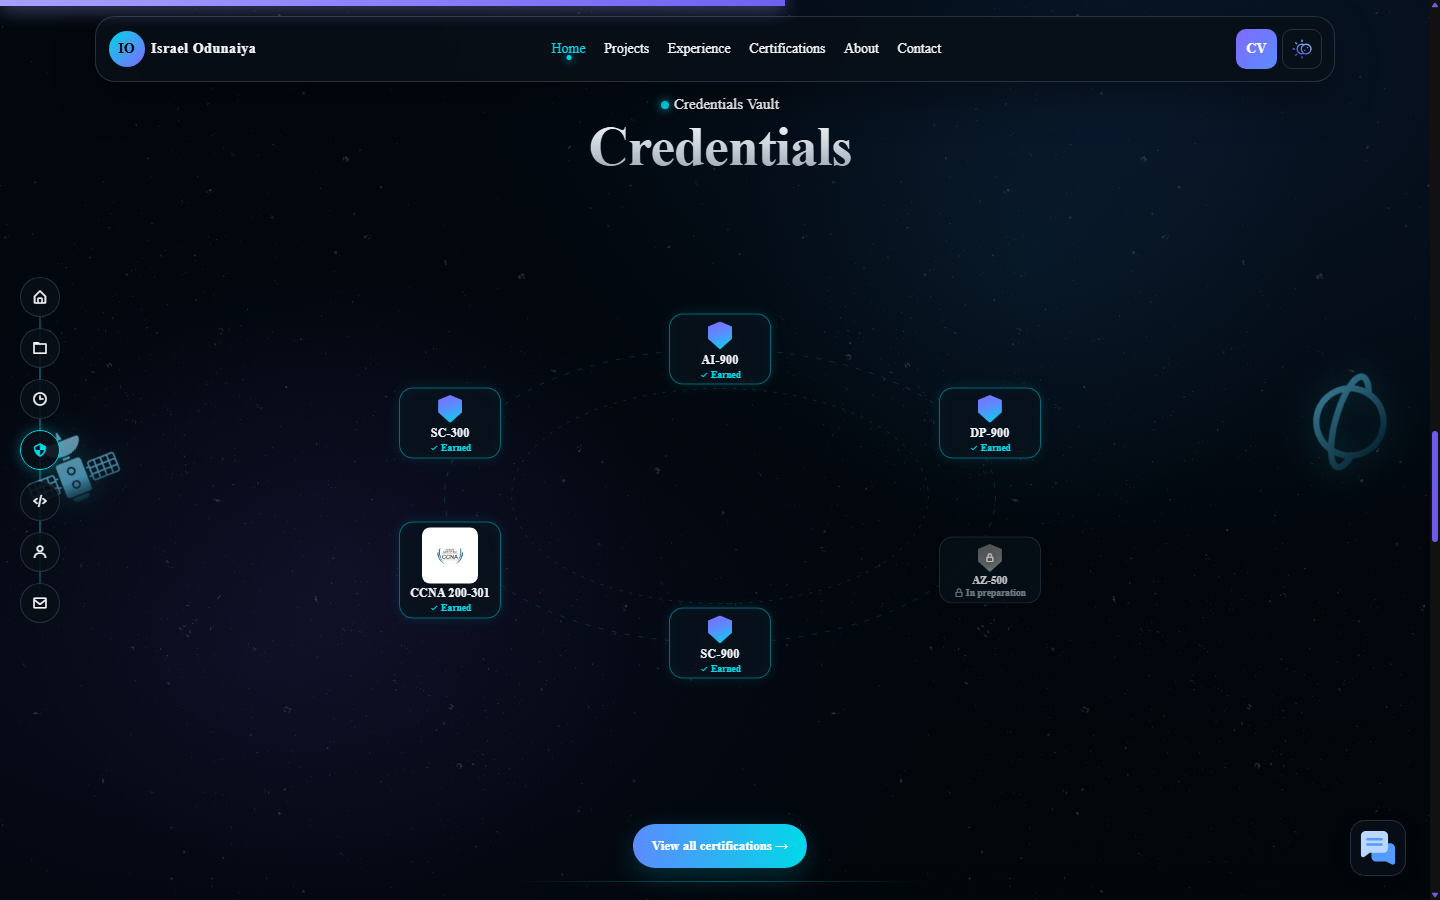 IO Israel Odunaiya
Home Projects Experience Certifications About Contact
CV
Credentials Vault
Credentials
AI-900
✓ Earned
SC-300
✓ Earned
DP-900
✓ Earned
CCNA
CCNA 200-301
✓ Earned
AZ-500
In preparation
SC-900
✓ Earned
View all certifications →